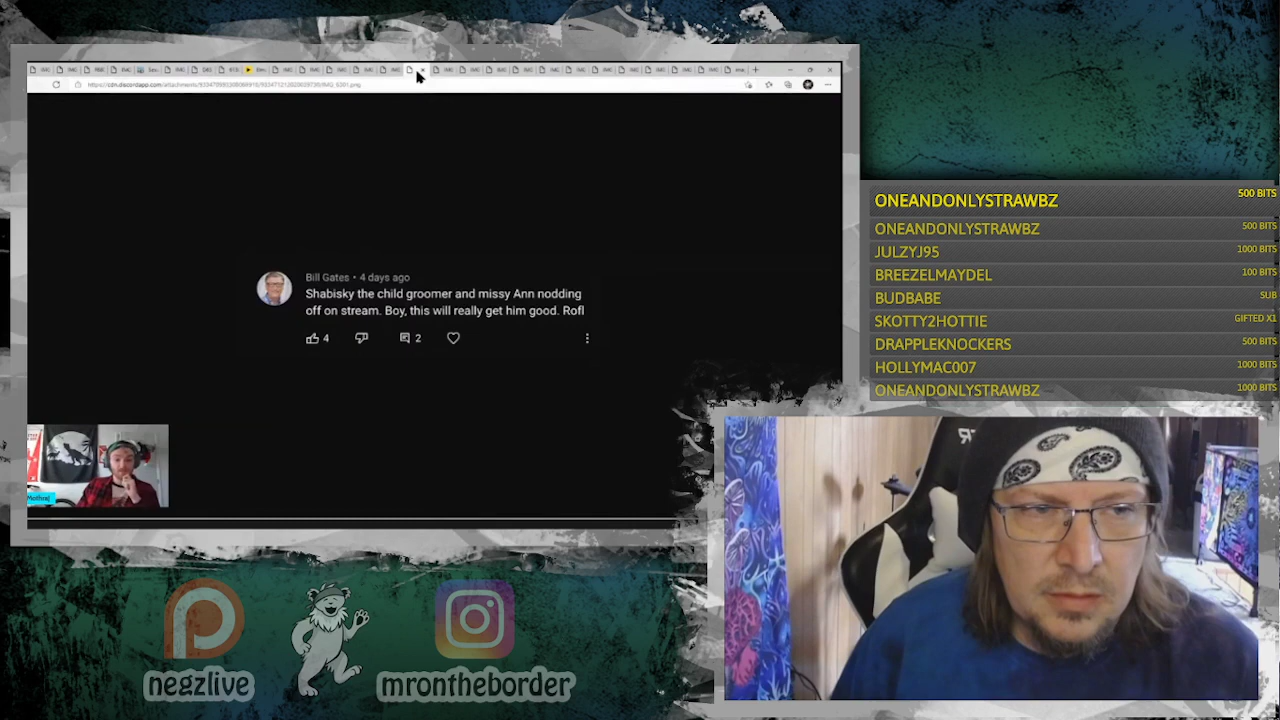 Bill Gates • 4 days ago
Shabisky the child groomer and missy Ann nodding
off on stream. Boy, this will really get him good. Rofl
4
2
ONEANDONLYSTRAWBZ 500 BITS
ONEANDONLYSTRAWBZ 500 BITS
JULZYJ95 1000 BITS
BREEZELMAYDEL 100 BITS
BUDBABE SUB
SKOTTY2HOTTIE GIFTED X1
DRAPPLEKNOCKERS 500 BITS
HOLLYMAC007 1000 BITS
ONEANDONLYSTRAWBZ 1000 BITS
negzlive
mrontheborder